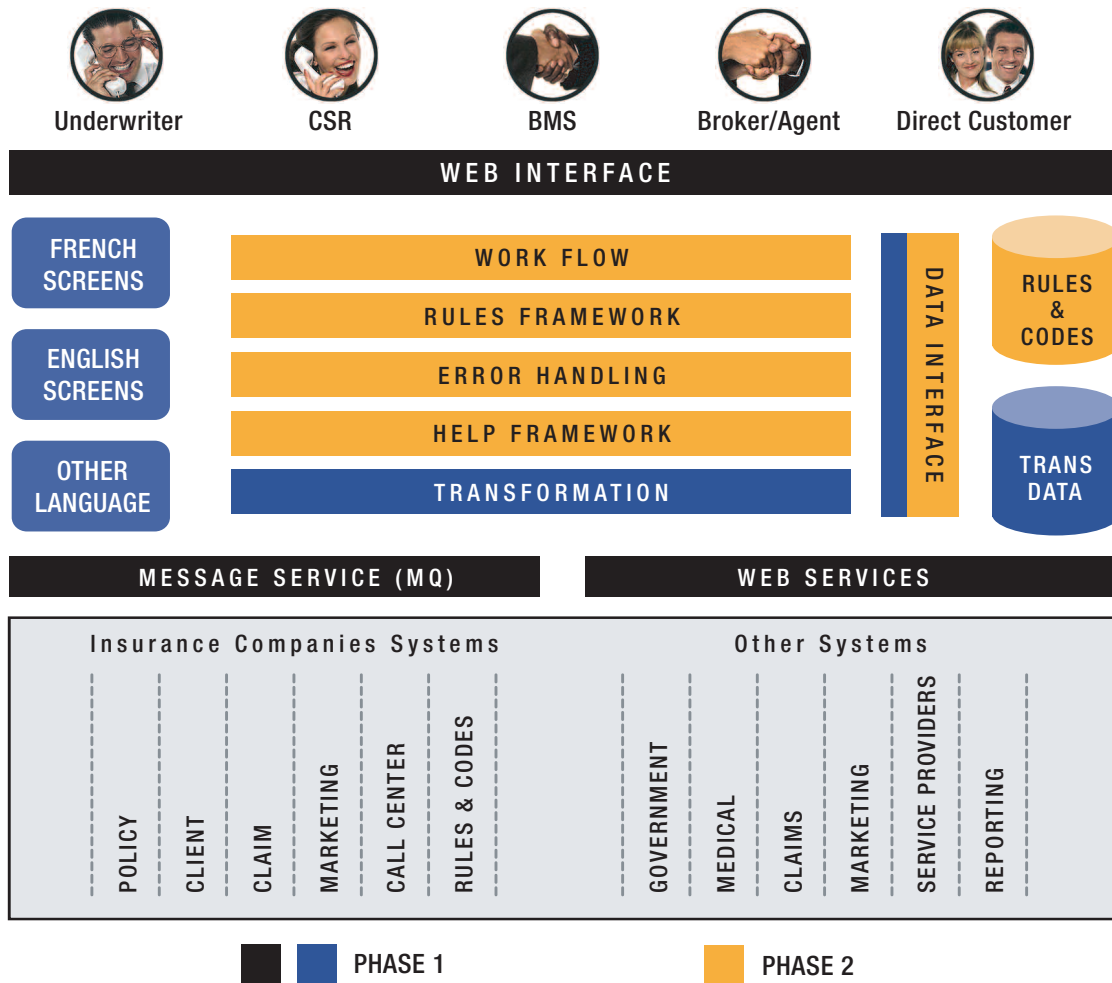 Underwriter
CSR
BMS
Broker/Agent
Direct Customer
WEB INTERFACE
FRENCH
SCREENS
ENGLISH
SCREENS
OTHER
LANGUAGE
WORK FLOW
RULES FRAMEWORK
ERROR HANDLING
HELP FRAMEWORK
TRANSFORMATION
DATA INTERFACE
RULES
&
CODES
TRANS
DATA
MESSAGE SERVICE (MQ)
WEB SERVICES
Insurance Companies Systems
POLICY
CLIENT
CLAIM
MARKETING
CALL CENTER
RULES & CODES
Other Systems
GOVERNMENT
MEDICAL
CLAIMS
MARKETING
SERVICE PROVIDERS
REPORTING
PHASE 1
PHASE 2